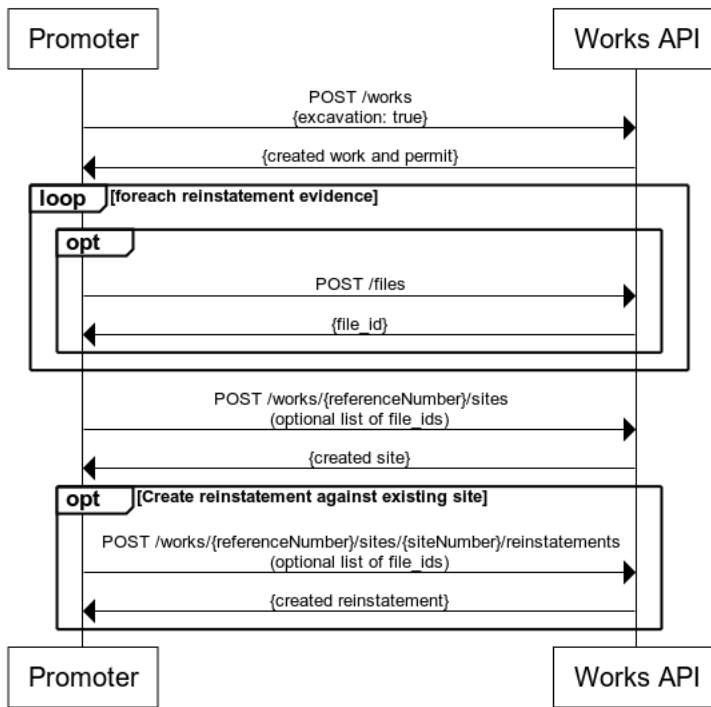 Promoter
Works API
POST /works
{excavation: true}
{created work and permit}
loop
[foreach reinstatement evidence]
opt
POST /files
{file_id}
POST /works/{referenceNumber}/sites
(optional list of file_ids)
{created site}
opt
[Create reinstatement against existing site]
POST /works/{referenceNumber}/sites/{siteNumber}/reinstatements
(optional list of file_ids)
{created reinstatement}
Promoter
Works API